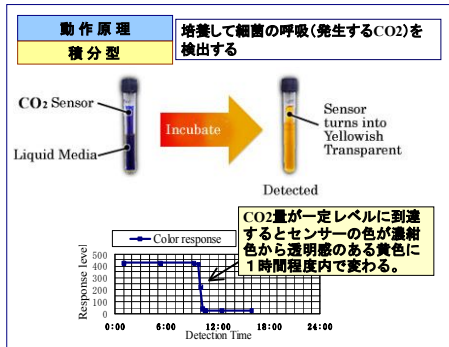 動作原理
積分型
培養して細菌の呼吸（発生するCO2）を
検出する
CO2 Sensor
Liquid Media
Incubate
Sensor
turns into
Yellowish
Transparent
Detected
CO2量が一定レベルに到達
するとセンサーの色が濃紺
色から透明感のある黄色に
１時間程度内で変わる。
Color response
Response level
500
400
300
200
100
0
0:00 6:00 12:00 18:00 24:00
Detection Time